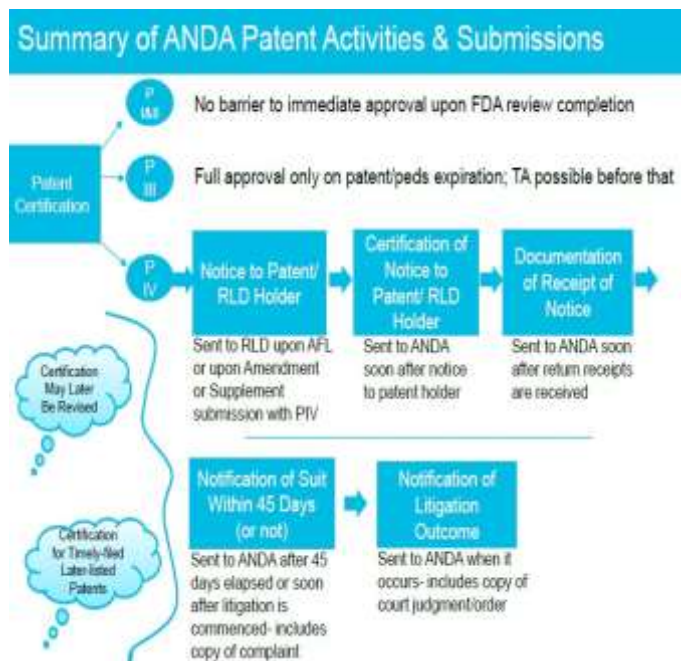 Summary of ANDA Patent Activities & Submissions
P
I/II
No barrier to immediate approval upon FDA review completion
Patent
Certification
P
III
Full approval only on patent/peds expiration; TA possible before that
P
IV
Notice to Patent/
RLD Holder
Certification of
Notice to
Patent/ RLD
Holder
Documentation
of Receipt of
Notice
Sent to RLD upon AFL
or upon Amendment
or Supplement
submission with PIV
Sent to ANDA
soon after notice
to patent holder
Sent to ANDA soon
after return receipts
are received
Certification
May Later
Be Revised
Notification of Suit
Within 45 Days
(or not)
Notification of
Litigation
Outcome
Sent to ANDA after 45
days elapsed or soon
after litigation is
commenced- includes
copy of complaint
Sent to ANDA when it
occurs- includes copy of
court judgment/order
Certification
for Timely-filed
Later-listed
Patents